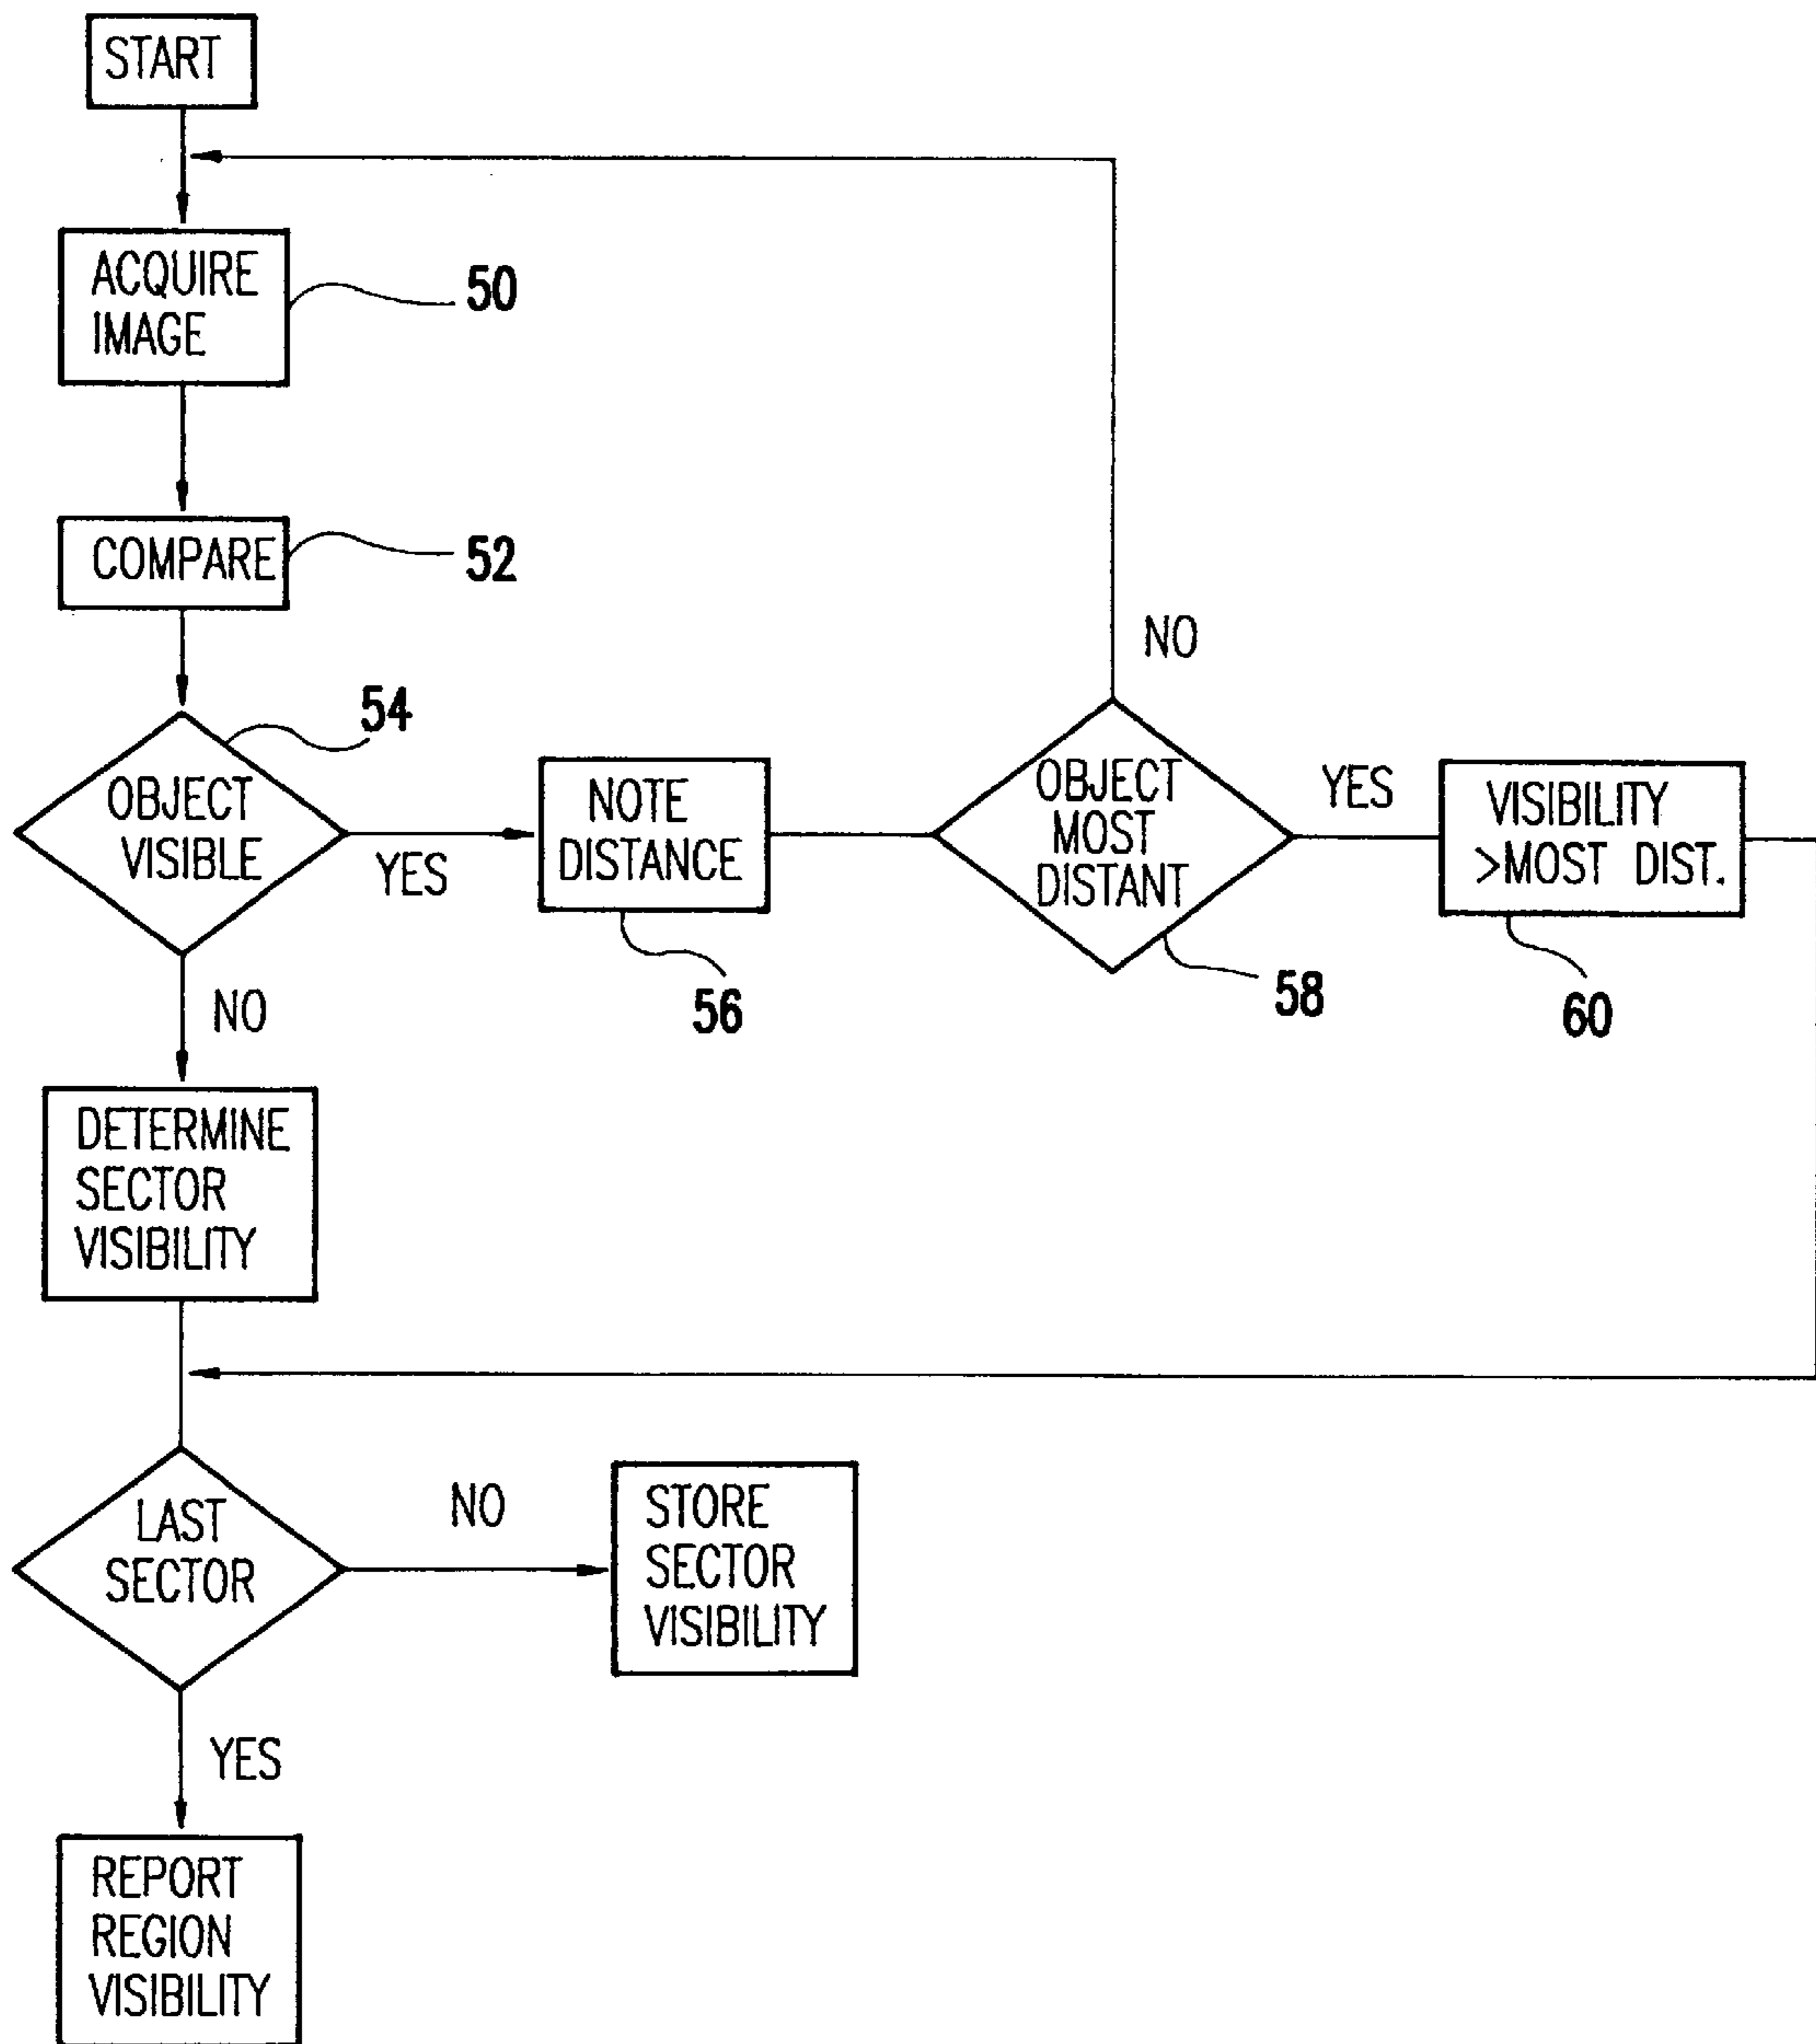 START
ACQUIRE
IMAGE
50
COMPARE
52
54
OBJECT
VISIBLE
YES
NO
NOTE
DISTANCE
56
OBJECT
MOST
DISTANT
NO
YES
58
VISIBILITY
>MOST DIST.
60
DETERMINE
SECTOR
VISIBILITY
LAST
SECTOR
NO
STORE
SECTOR
VISIBILITY
YES
REPORT
REGION
VISIBILITY